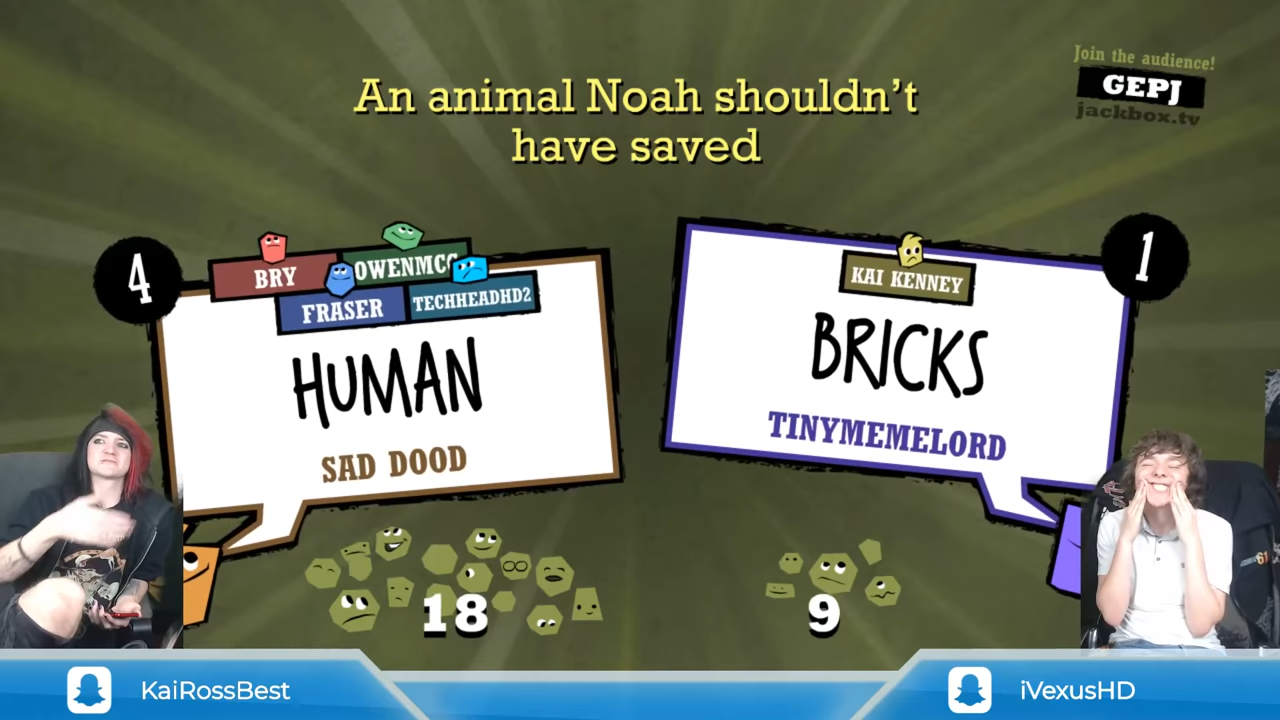 Join the audience!
GEPJ
jackbox.tv
An animal Noah shouldn't
have saved
4
BRY
OWENMCG
FRASER
TECHHEADHD2
HUMAN
SAD DOOD
18
1
KAI KENNEY
BRICKS
TINYMEMELORD
9
61
KaiRossBest
iVexusHD